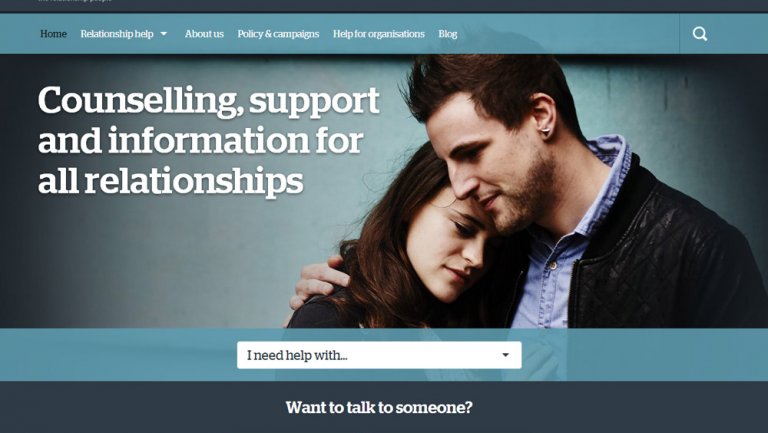 the relationship people
Home Relationship help About us Policy & campaigns Help for organisations Blog
Counselling, support
and information for
all relationships
I need help with...
Want to talk to someone?